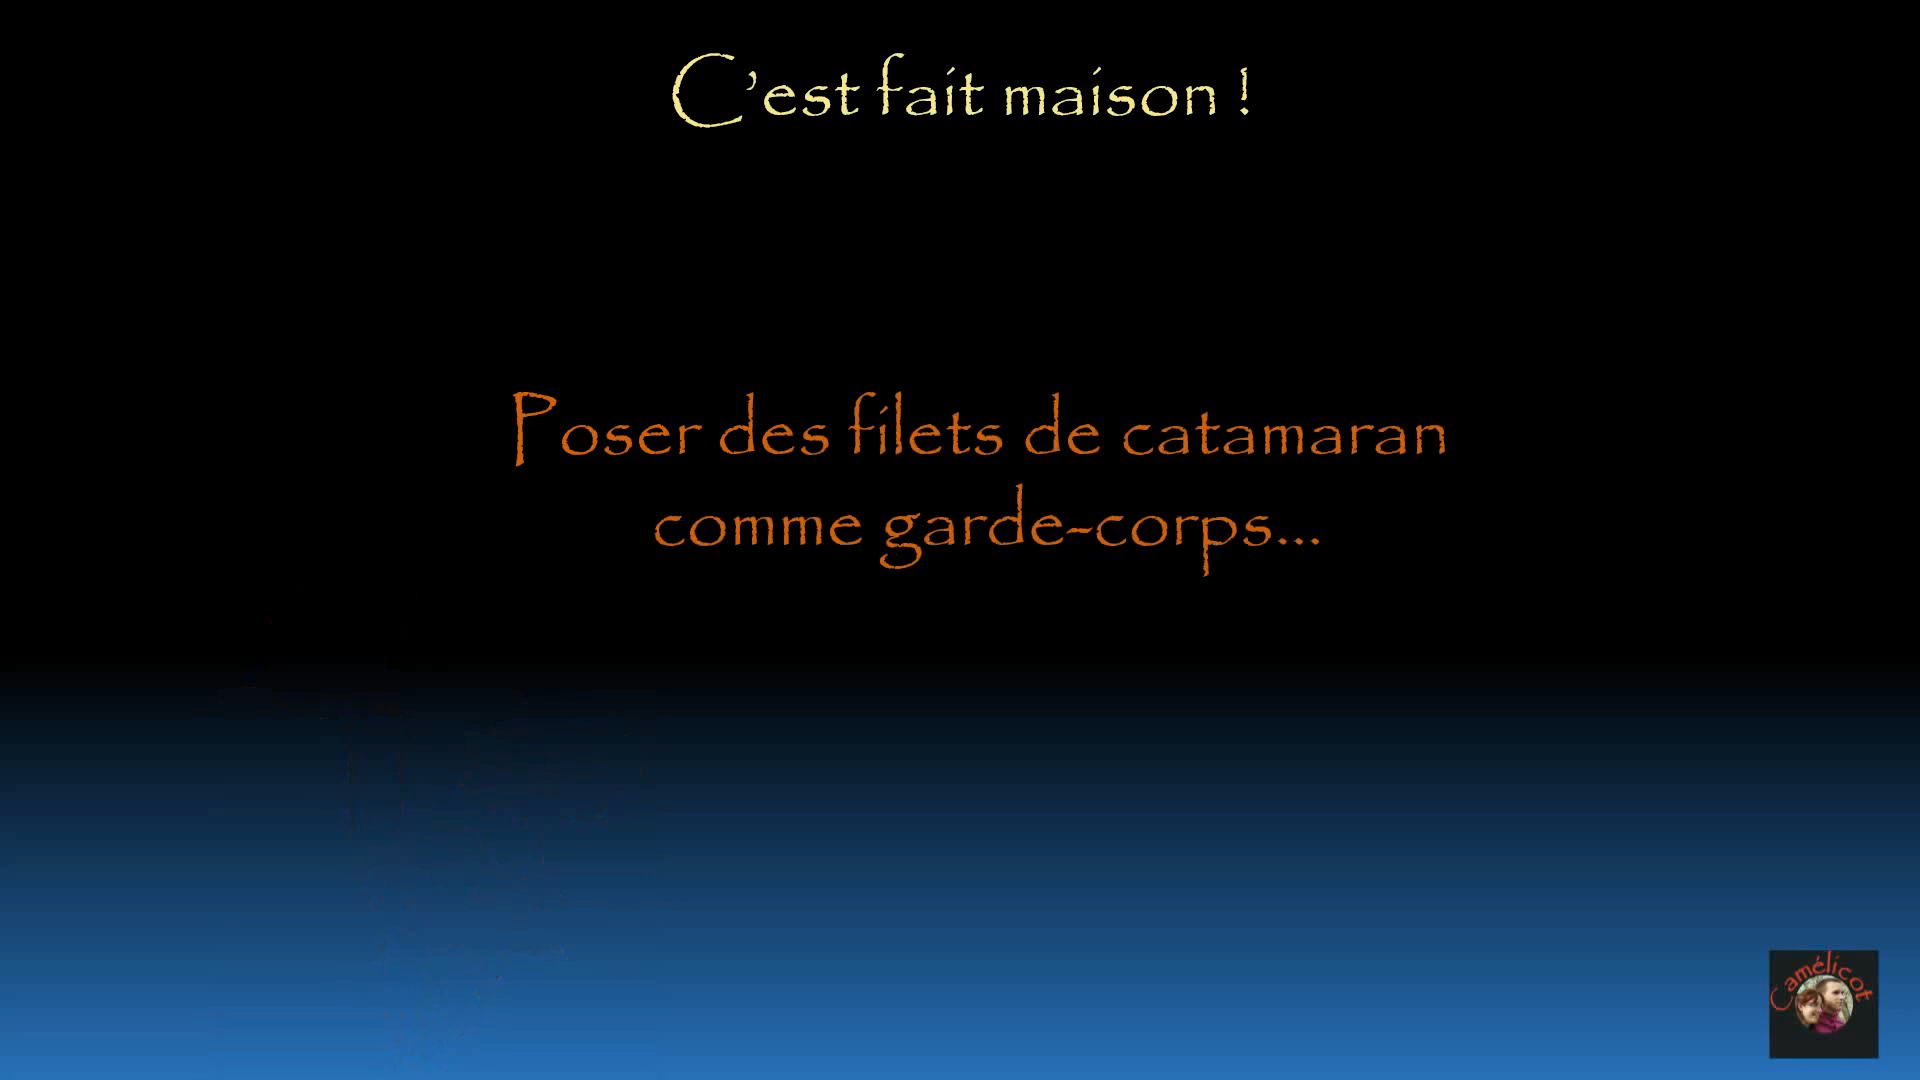 C’est fait maison !
Poser des filets de catamaran
comme garde-corps...
Camélicot